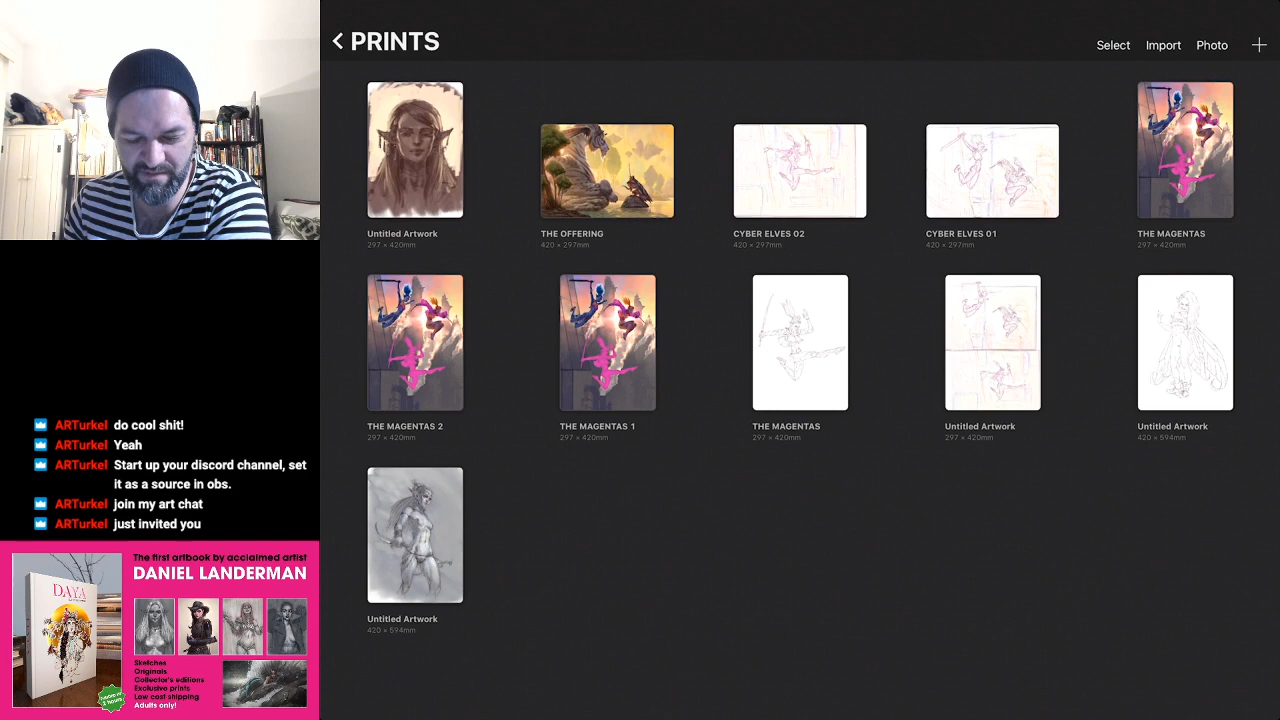 PRINTS
Select Import Photo
Untitled Artwork
297 × 420mm
THE OFFERING
420 × 297mm
CYBER ELVES 02
420 × 297mm
CYBER ELVES 01
420 × 297mm
THE MAGENTAS
297 × 420mm
THE MAGENTAS 2
297 × 420mm
THE MAGENTAS 1
297 × 420mm
THE MAGENTAS
297 × 420mm
Untitled Artwork
297 × 420mm
Untitled Artwork
420 × 594mm
Untitled Artwork
420 × 594mm
ARTurkel do cool shit!
ARTurkel Yeah
ARTurkel Start up your discord channel, set
it as a source in obs.
ARTurkel join my art chat
ARTurkel just invited you
The first artbook by acclaimed artist
DANIEL LANDERMAN
DAYA
Sketches
Originals
Collector's editions
Exclusive prints
Low cost shipping
Adults only!